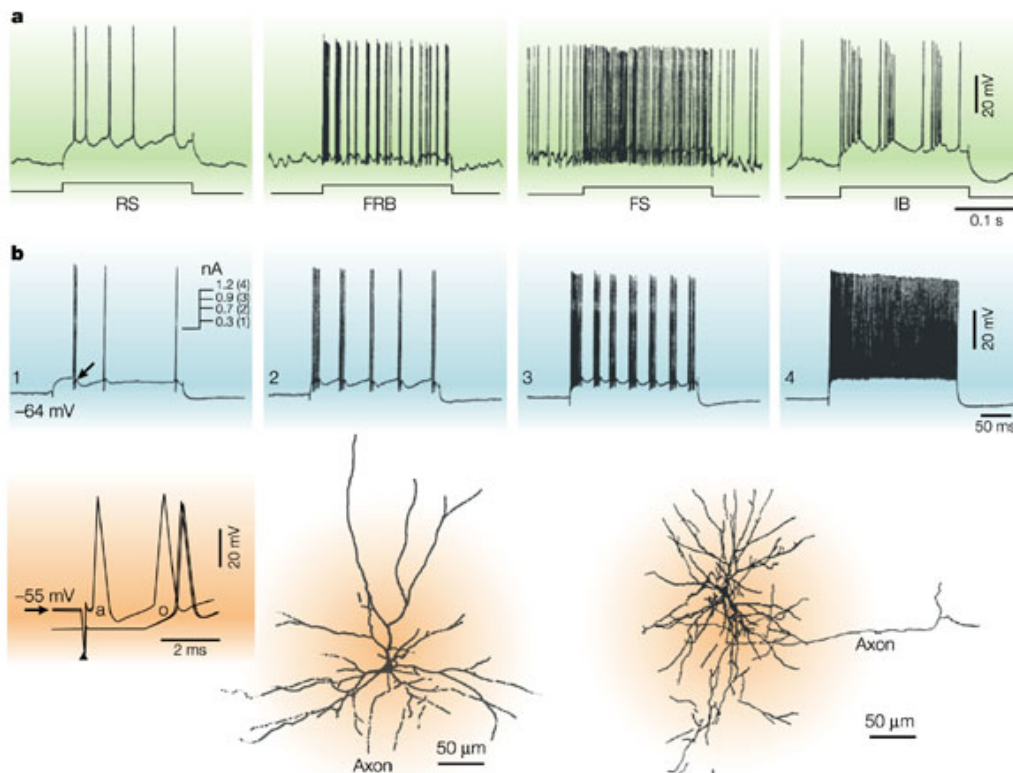 a
20 mV
RS
FRB
FS
IB
0.1 s
b
nA
1.2 (4)
0.9 (3)
0.7 (2)
0.3 (1)
20 mV
1
2
3
4
–64 mV
50 ms
20 mV
–55 mV
a
o
2 ms
Axon
50 μm
Axon
50 μm